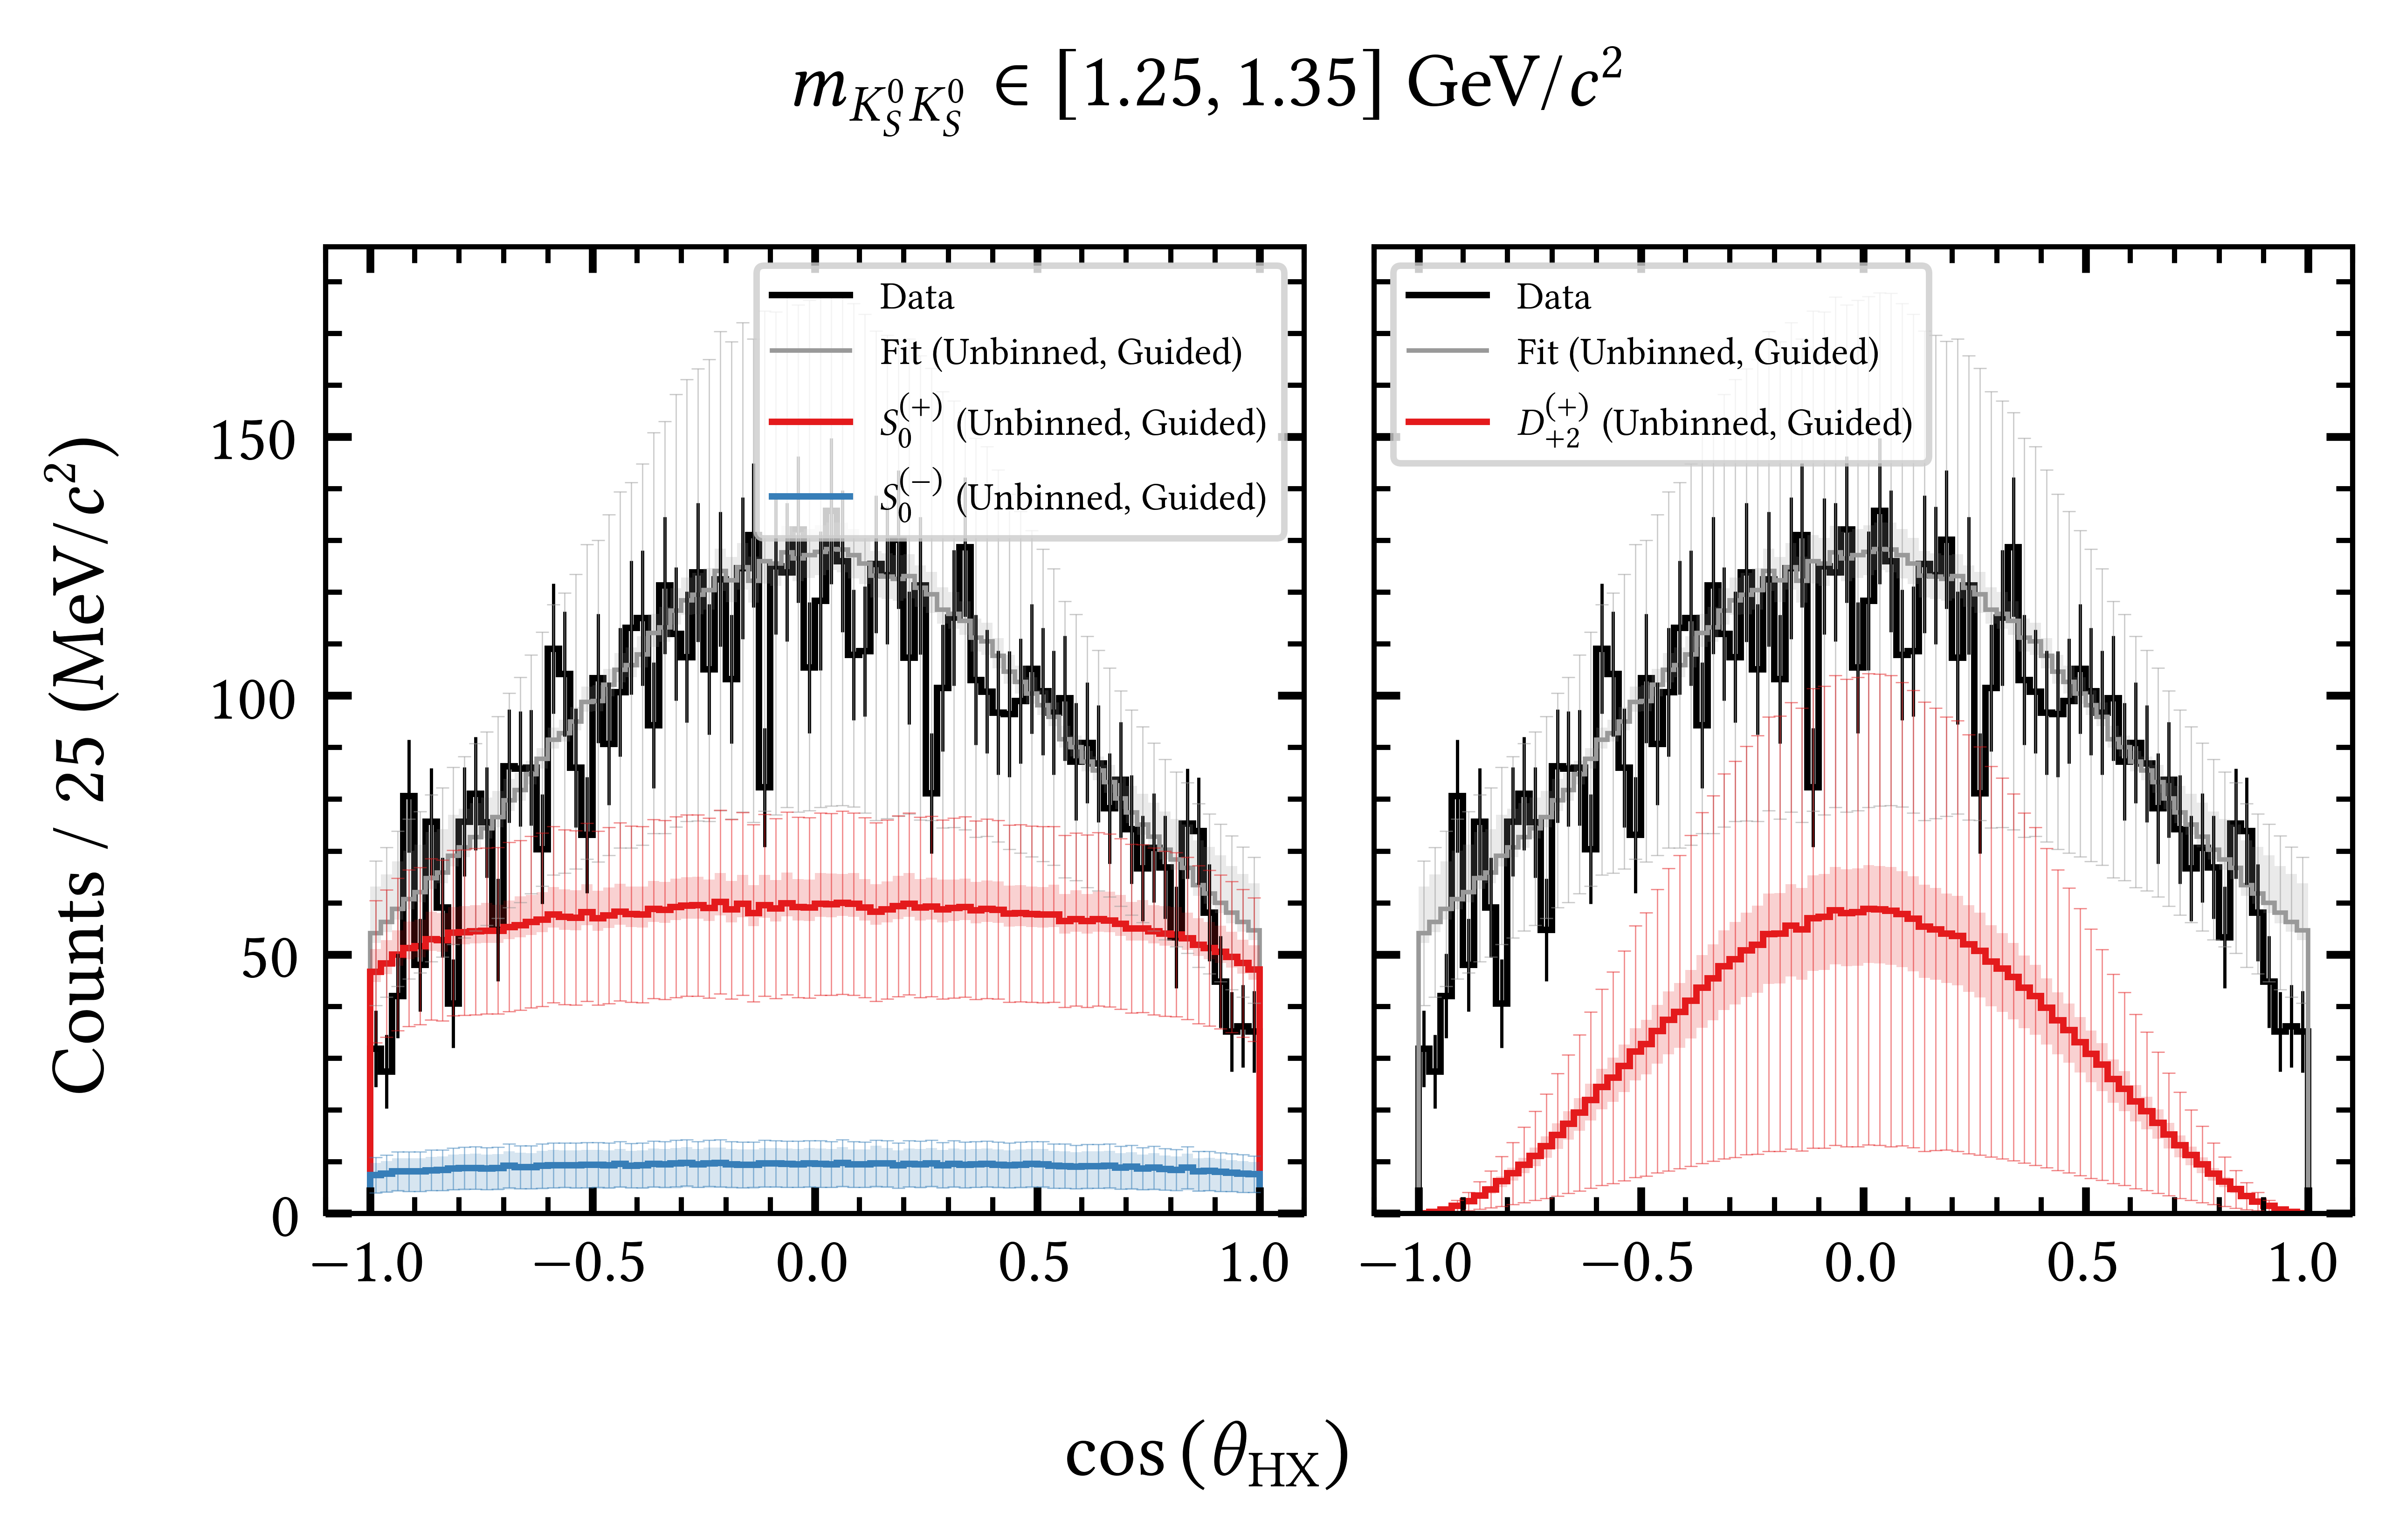 m_{K_S^0 K_S^0} ∈ [1.25, 1.35] GeV/c²
Counts / 25 (MeV/c²)
150
100
50
0
Data
Fit (Unbinned, Guided)
S_0^{(+)} (Unbinned, Guided)
S_0^{(−)} (Unbinned, Guided)
−1.0 −0.5 0.0 0.5 1.0
Data
Fit (Unbinned, Guided)
D_{+2}^{(+)} (Unbinned, Guided)
−1.0 −0.5 0.0 0.5 1.0
cos (θ_{HX})